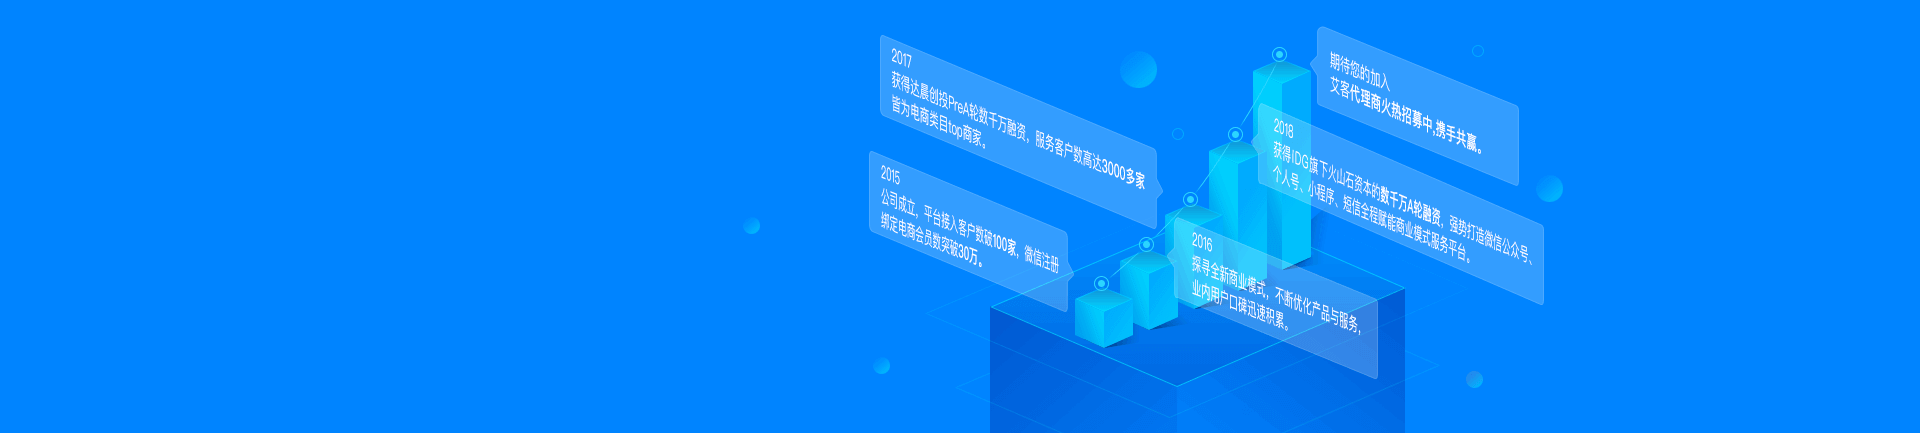 2017
获得达晨创投PreA轮数千万融资，服务客户数高达3000多家
皆为电商类目top商家。
2015
公司成立，平台接入客户数破100家，微信注册
绑定电商会员数突破30万。
2016
探寻全新商业模式，不断优化产品与服务，
业内用户口碑迅速积累。
2018
获得IDG旗下火山石资本的数千万A轮融资，强势打造微信公众号、
个人号、小程序、短信全程赋能商业模式服务平台。
期待您的加入
艾客代理商火热招募中,携手共赢。